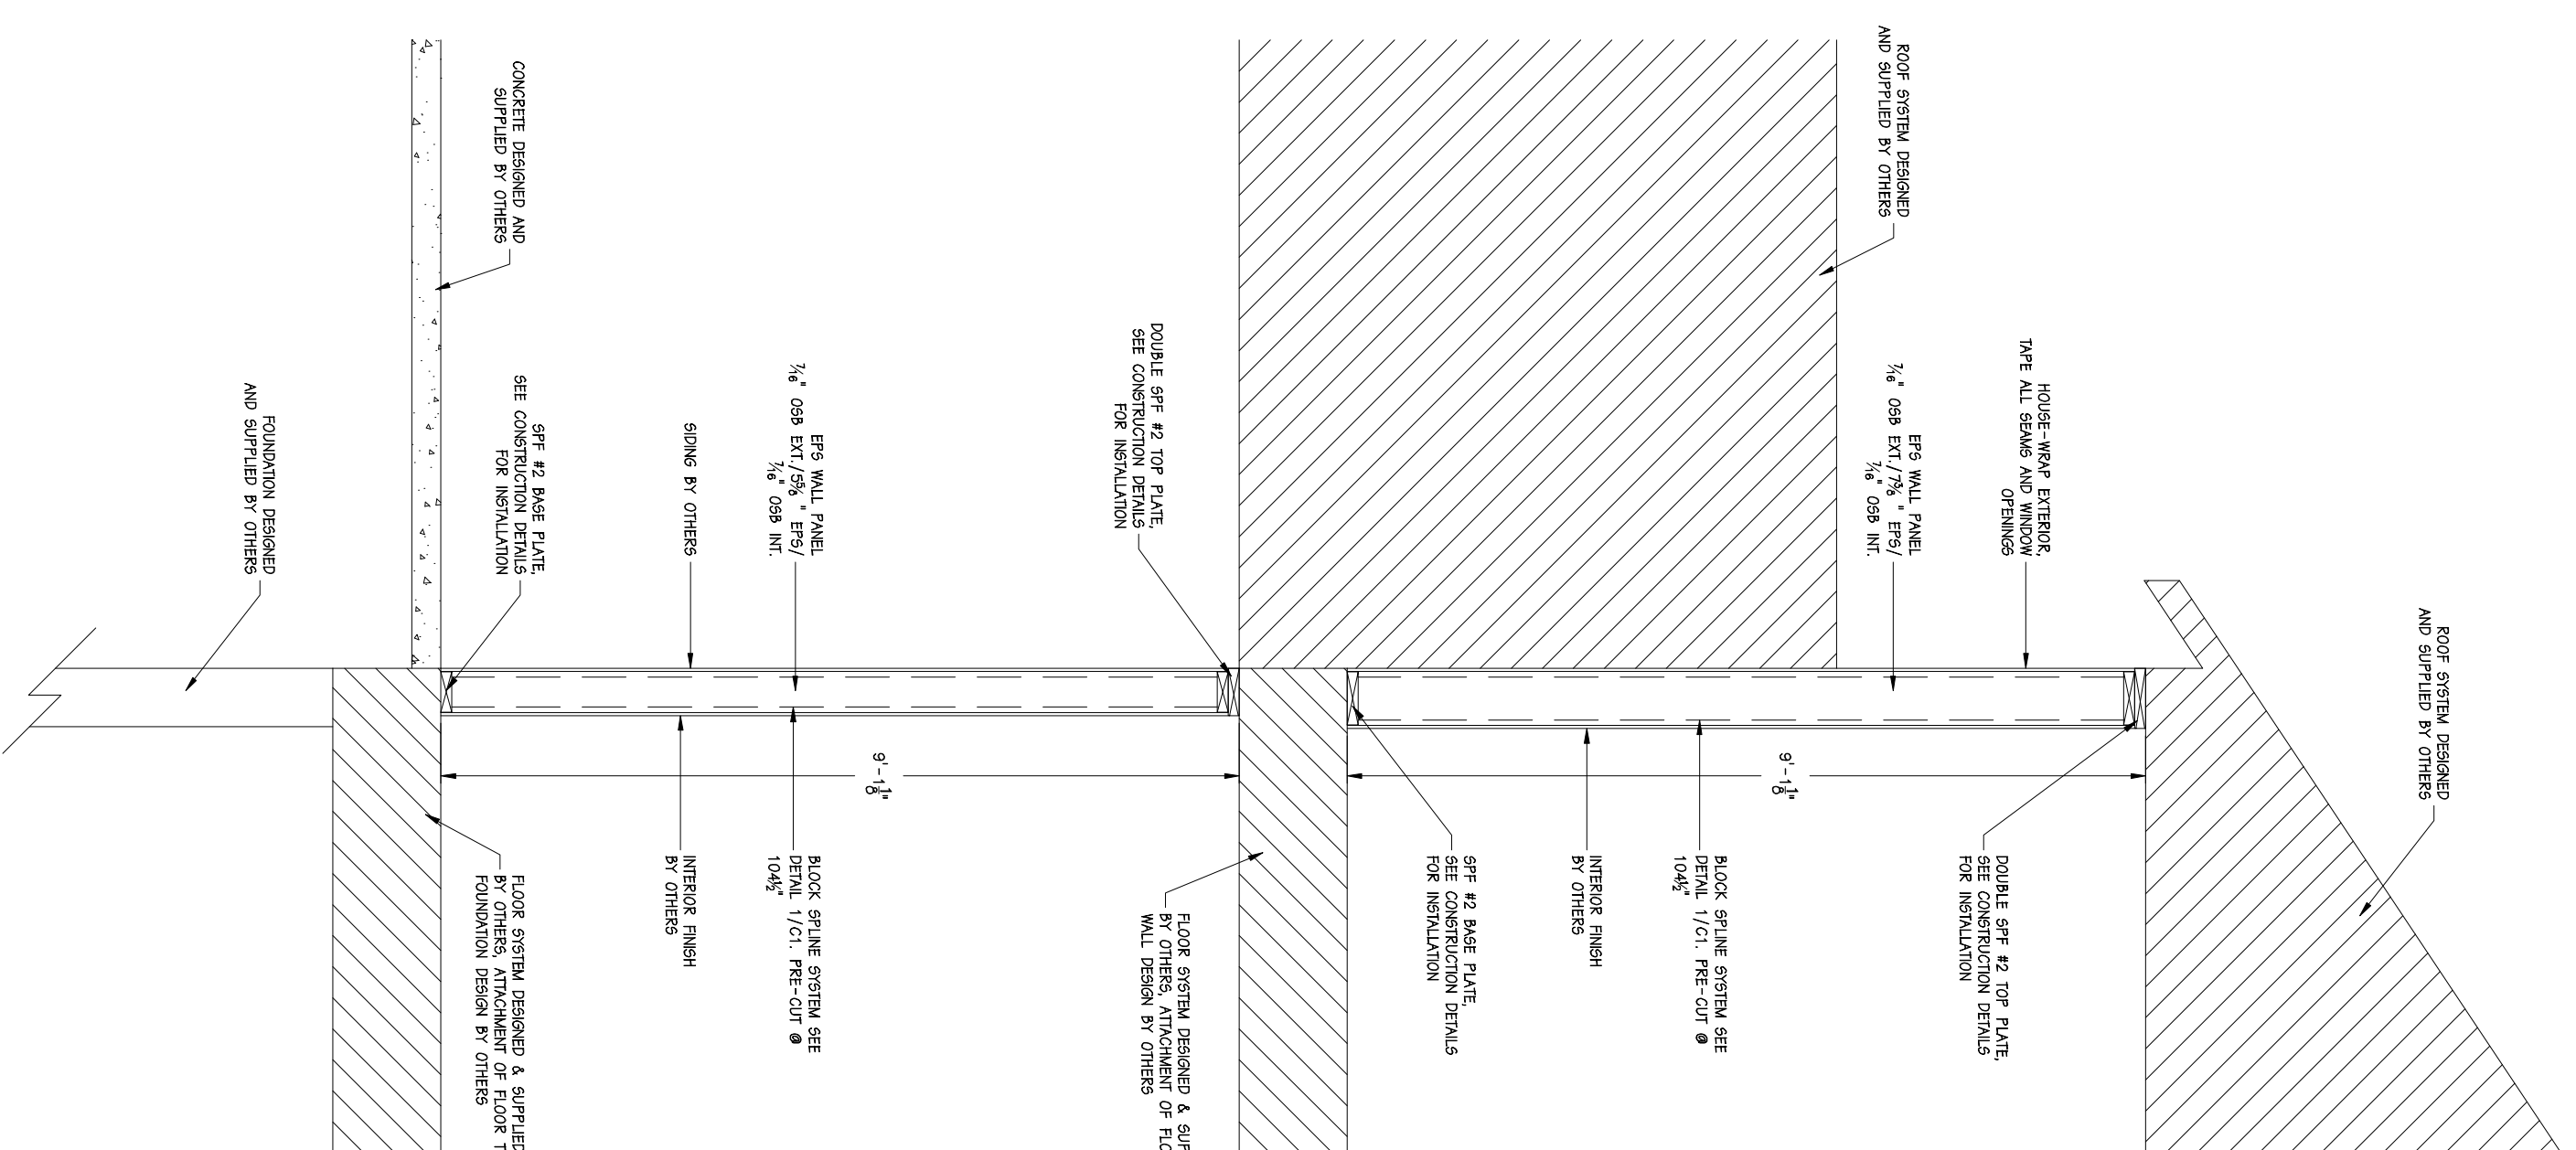 ROOF SYSTEM DESIGNED
AND SUPPLIED BY OTHERS
HOUSE-WRAP EXTERIOR,
TAPE ALL SEAMS AND WINDOW
OPENINGS
DOUBLE SPF #2 TOP PLATE,
SEE CONSTRUCTION DETAILS
FOR INSTALLATION
ROOF SYSTEM DESIGNED
AND SUPPLIED BY OTHERS
EPS WALL PANEL
7/16" OSB EXT./7⅜" EPS/
7/16" OSB INT.
9'-1⅛"
BLOCK SPLINE SYSTEM SEE
DETAIL 1/C1. PRE-CUT @
104½"
INTERIOR FINISH
BY OTHERS
SPF #2 BASE PLATE,
SEE CONSTRUCTION DETAILS
FOR INSTALLATION
DOUBLE SPF #2 TOP PLATE,
SEE CONSTRUCTION DETAILS
FOR INSTALLATION
FLOOR SYSTEM DESIGNED & SUP
BY OTHERS, ATTACHMENT OF FLO
WALL DESIGN BY OTHERS
EPS WALL PANEL
7/16" OSB EXT./5⅝" EPS/
7/16" OSB INT.
9'-1⅛"
BLOCK SPLINE SYSTEM SEE
DETAIL 1/C1. PRE-CUT @
104½"
SIDING BY OTHERS
INTERIOR FINISH
BY OTHERS
CONCRETE DESIGNED AND
SUPPLIED BY OTHERS
SPF #2 BASE PLATE,
SEE CONSTRUCTION DETAILS
FOR INSTALLATION
FLOOR SYSTEM DESIGNED & SUPPLIED
BY OTHERS, ATTACHMENT OF FLOOR T
FOUNDATION DESIGN BY OTHERS
FOUNDATION DESIGNED
AND SUPPLIED BY OTHERS